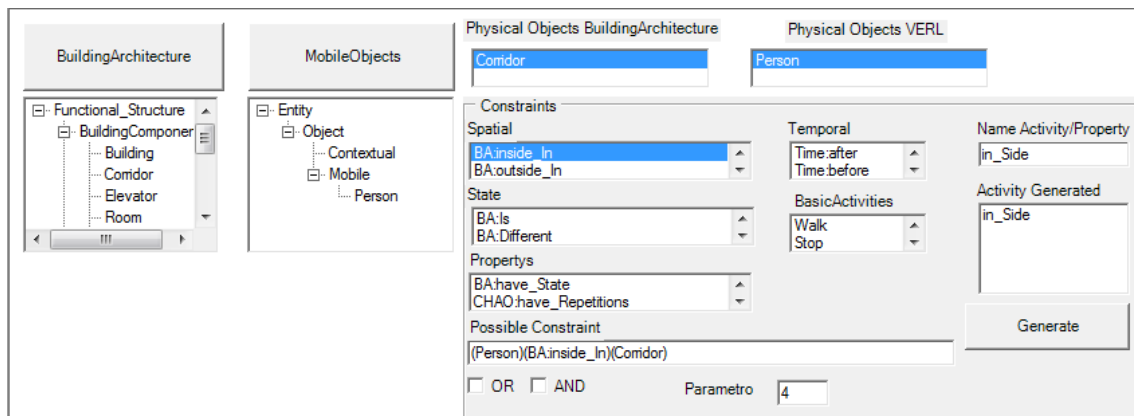 BuildingArchitecture
MobileObjects
Physical Objects BuildingArchitecture
Physical Objects VERL
Corridor
Person
Functional_Structure
BuildingComponer
Building
Corridor
Elevator
Room
Entity
Object
Contextual
Mobile
Person
Constraints
Spatial
BA:inside_In
BA:outside_In
Temporal
Time:after
Time:before
Name Activity/Property
in_Side
State
BA:Is
BA:Different
BasicActivities
Walk
Stop
Activity Generated
in_Side
Propertys
BA:have_State
CHAO:have_Repetitions
Generate
Possible Constraint
(Person)(BA:inside_In)(Corridor)
OR AND
Parametro 4